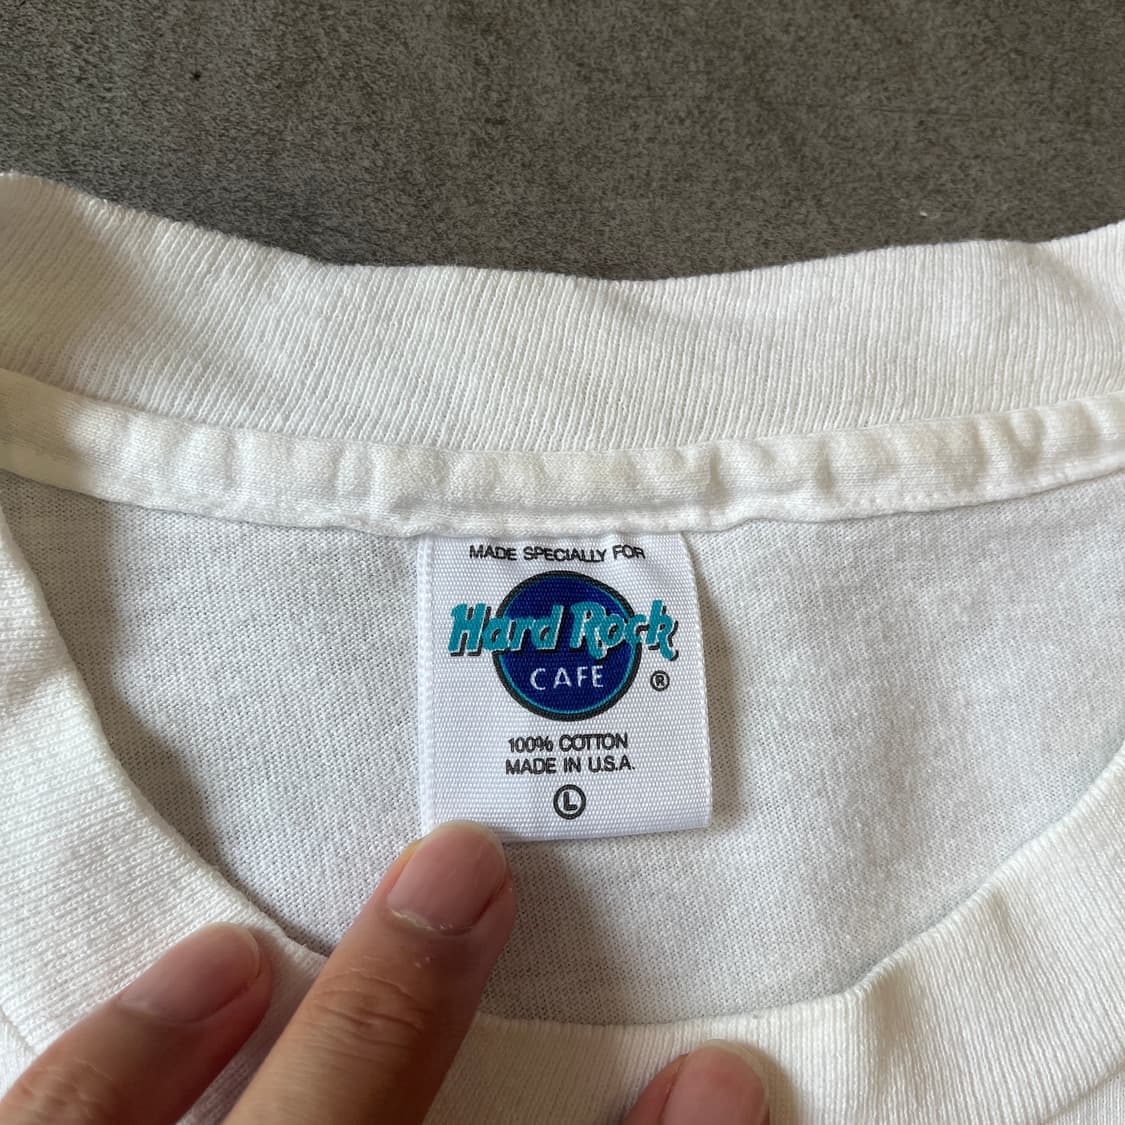 MADE SPECIALLY FOR
Hard Rock
CAFE
®
100% COTTON
MADE IN U.S.A.
L